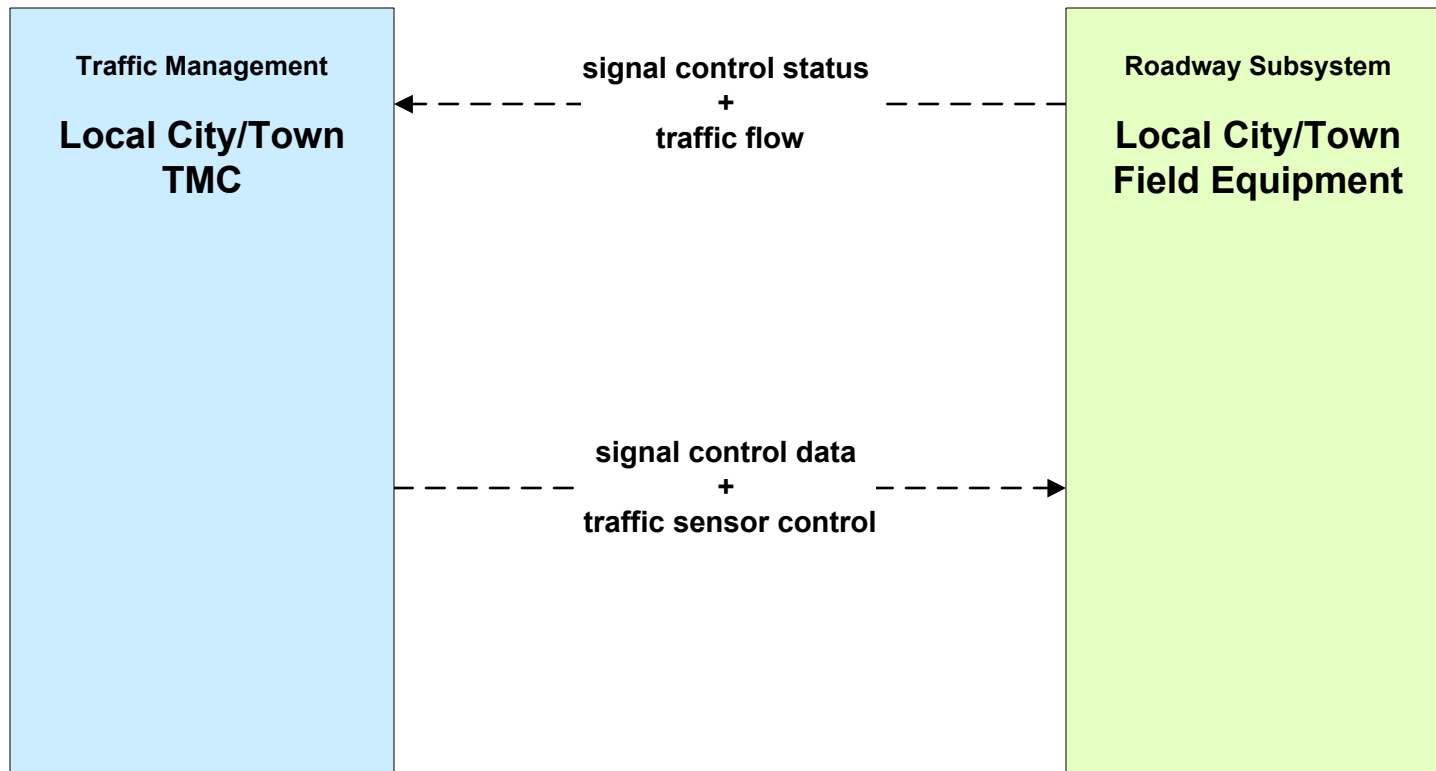 Traffic Management
Local City/Town
TMC
signal control status
+
traffic flow
Roadway Subsystem
Local City/Town
Field Equipment
signal control data
+
traffic sensor control